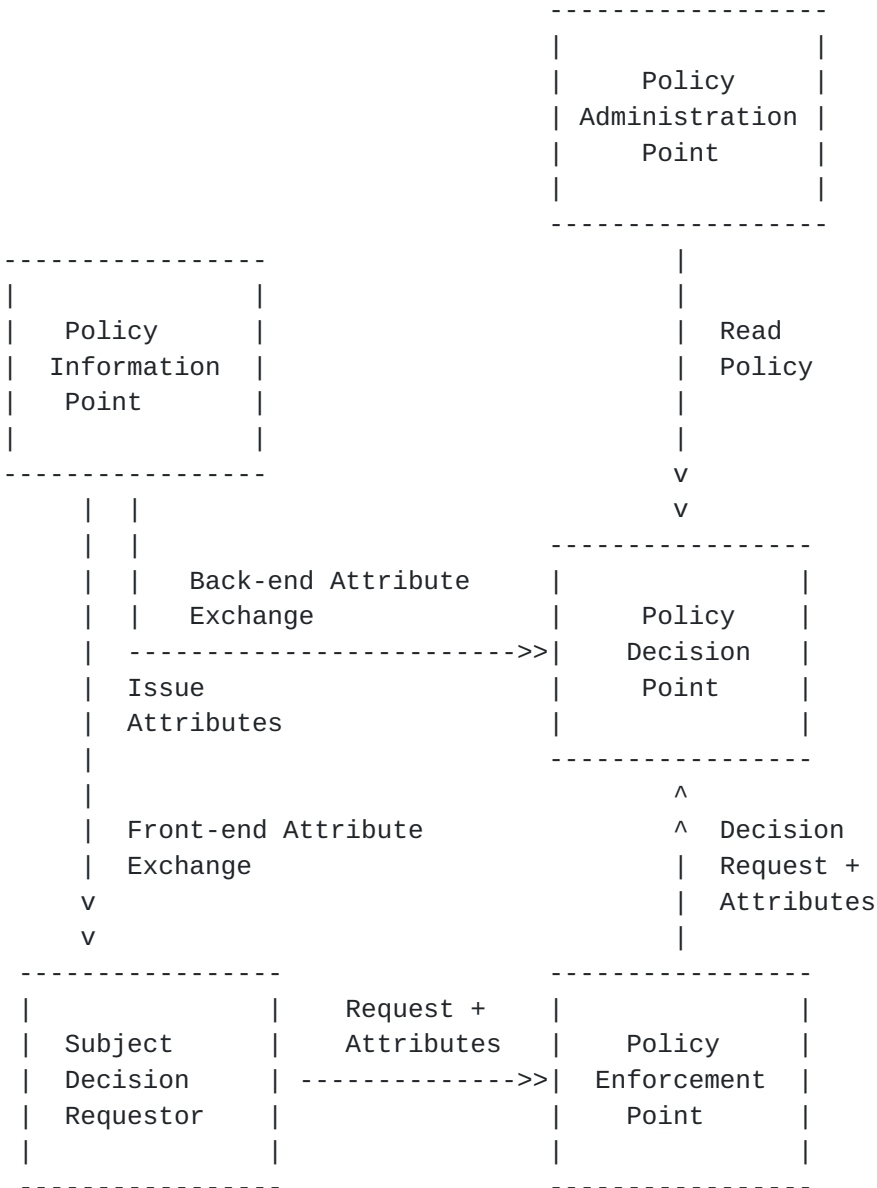 Policy
Administration
Point
Policy
Information
Point
Read
Policy
v
v
Back-end Attribute
Exchange
>>
Policy
Decision
Point
Issue
Attributes
Front-end Attribute
Exchange
v
v
^
^ Decision
Request +
Attributes
Subject
Decision
Requestor
Request +
Attributes
>>
Policy
Enforcement
Point